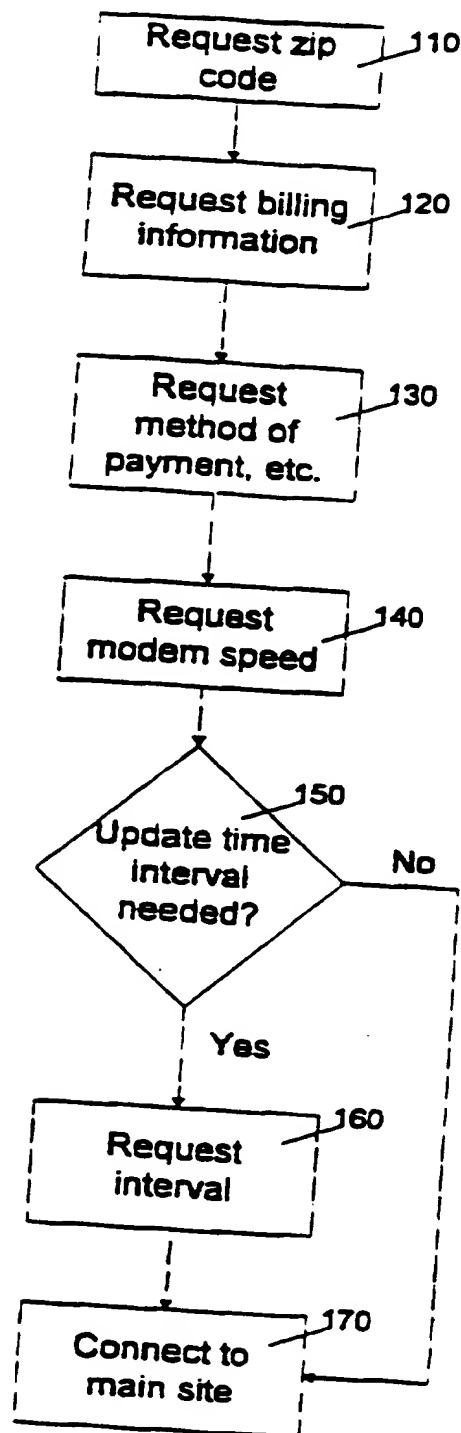 Request zip
code
110
Request billing
information
120
Request
method of
payment, etc.
130
Request
modem speed
140
150
Update time
interval
needed?
No
Yes
160
Request
interval
170
Connect to
main site